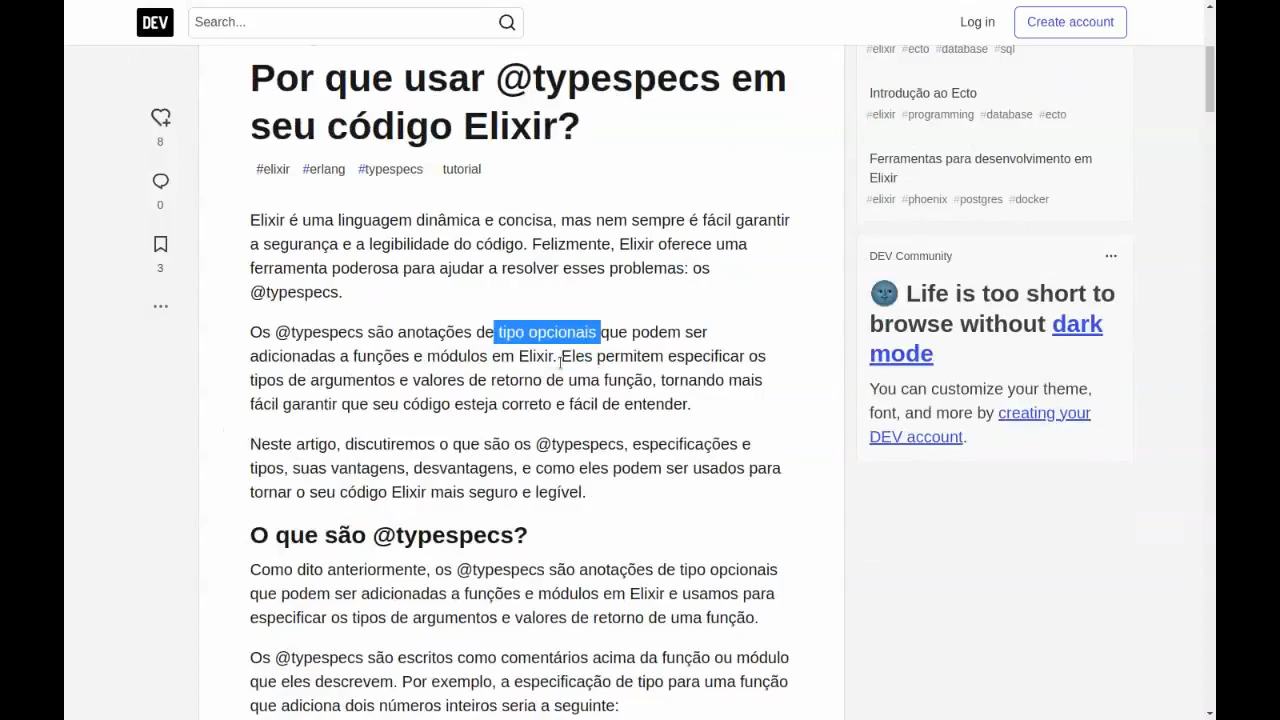 DEV
Search...
Log in
Create account
8
0
3
Por que usar @typespecs em
seu código Elixir?
#elixir #erlang #typespecs tutorial
Elixir é uma linguagem dinâmica e concisa, mas nem sempre é fácil garantir
a segurança e a legibilidade do código. Felizmente, Elixir oferece uma
ferramenta poderosa para ajudar a resolver esses problemas: os
@typespecs.
Os @typespecs são anotações de tipo opcionais que podem ser
adicionadas a funções e módulos em Elixir. Eles permitem especificar os
tipos de argumentos e valores de retorno de uma função, tornando mais
fácil garantir que seu código esteja correto e fácil de entender.
Neste artigo, discutiremos o que são os @typespecs, especificações e
tipos, suas vantagens, desvantagens, e como eles podem ser usados para
tornar o seu código Elixir mais seguro e legível.
O que são @typespecs?
Como dito anteriormente, os @typespecs são anotações de tipo opcionais
que podem ser adicionadas a funções e módulos em Elixir e usamos para
especificar os tipos de argumentos e valores de retorno de uma função.
Os @typespecs são escritos como comentários acima da função ou módulo
que eles descrevem. Por exemplo, a especificação de tipo para uma função
que adiciona dois números inteiros seria a seguinte:
#elixir #ecto #database #sql
Introdução ao Ecto
#elixir #programming #database #ecto
Ferramentas para desenvolvimento em
Elixir
#elixir #phoenix #postgres #docker
DEV Community
🌚 Life is too short to
browse without dark
mode
You can customize your theme,
font, and more by creating your
DEV account.